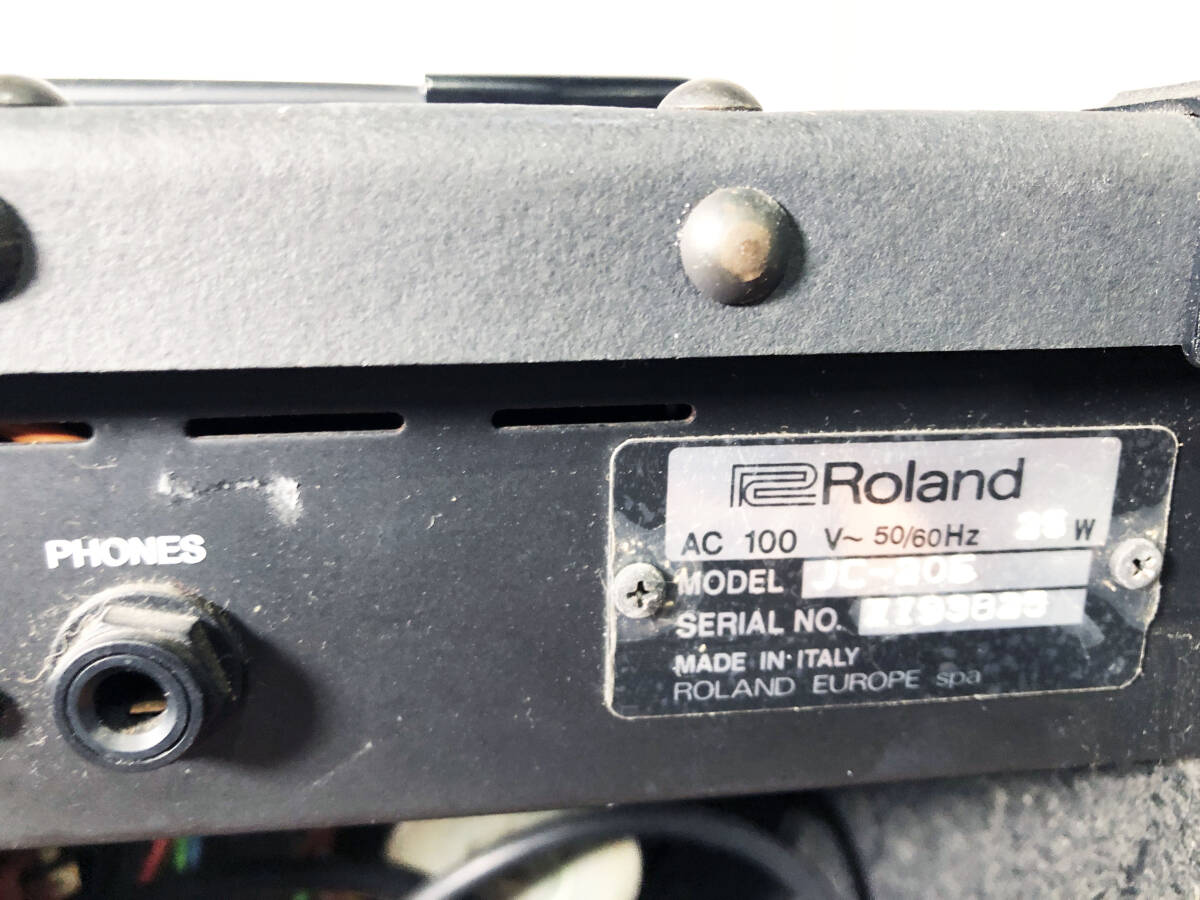 PHONES
Roland
AC 100 V~ 50/60Hz W
MODEL
SERIAL NO.
MADE IN ITALY
ROLAND EUROPE spa